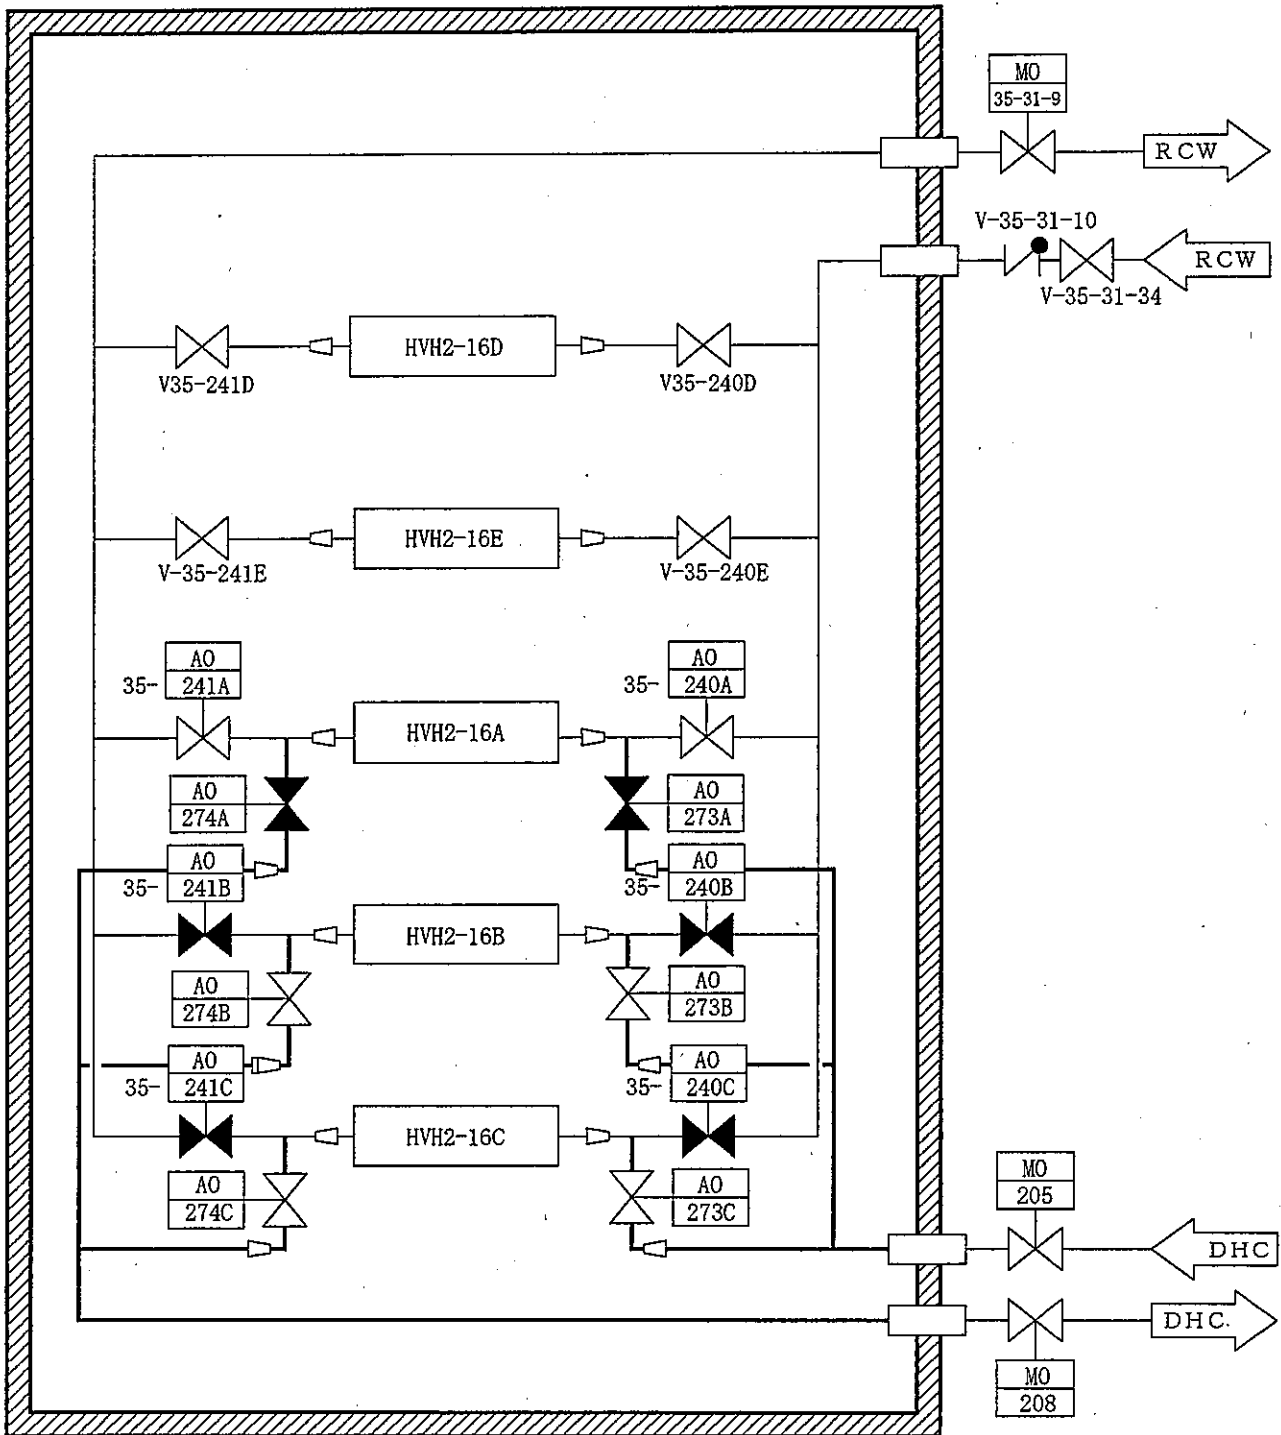 MO
35-31-9
RCW
V-35-31-10
RCW
V-35-31-34
HVH2-16D
V35-241D
V35-240D
HVH2-16E
V-35-241E
V-35-240E
AO
35- 241A
AO
35- 240A
HVH2-16A
AO
274A
AO
273A
AO
35- 241B
AO
35- 240B
HVH2-16B
AO
274B
AO
273B
AO
35- 241C
AO
35- 240C
HVH2-16C
AO
274C
AO
273C
MO
205
DHC
DHC
MO
208